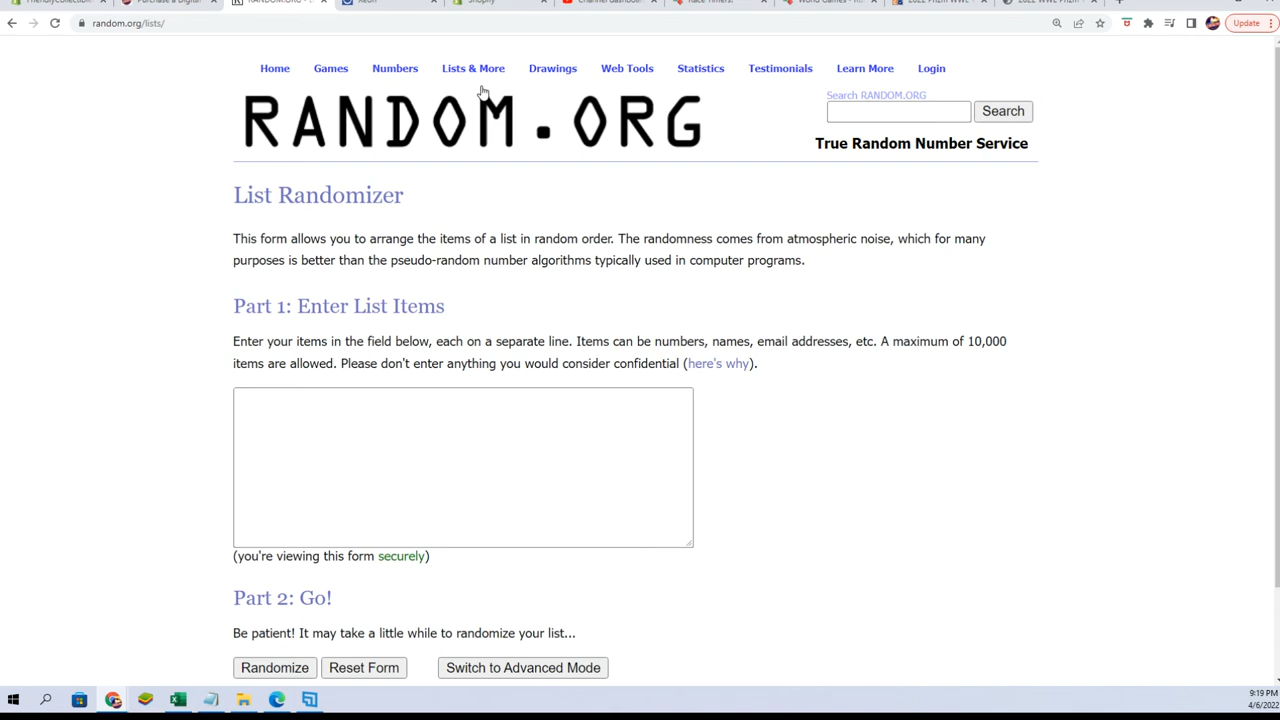 random.org/lists/
Update
Home Games Numbers Lists & More Drawings Web Tools Statistics Testimonials Learn More Login
RANDOM.ORG
Search RANDOM.ORG
Search
True Random Number Service
List Randomizer
This form allows you to arrange the items of a list in random order. The randomness comes from atmospheric noise, which for many
purposes is better than the pseudo-random number algorithms typically used in computer programs.
Part 1: Enter List Items
Enter your items in the field below, each on a separate line. Items can be numbers, names, email addresses, etc. A maximum of 10,000
items are allowed. Please don't enter anything you would consider confidential (here's why).
(you're viewing this form securely)
Part 2: Go!
Be patient! It may take a little while to randomize your list...
Randomize Reset Form Switch to Advanced Mode
9:19 PM
4/6/2022